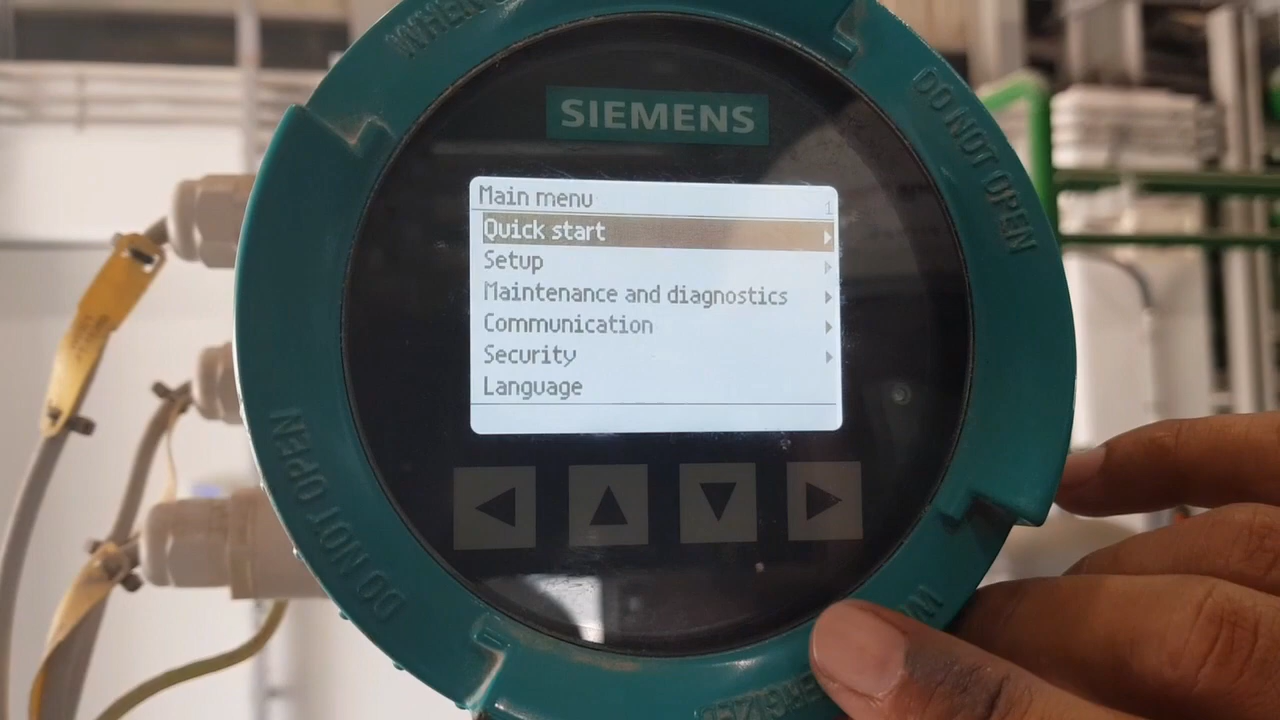 SIEMENS
Main menu
1
Quick start
Setup
Maintenance and diagnostics
Communication
Security
Language
DO NOT OPEN
DO NOT OPEN
WHEN